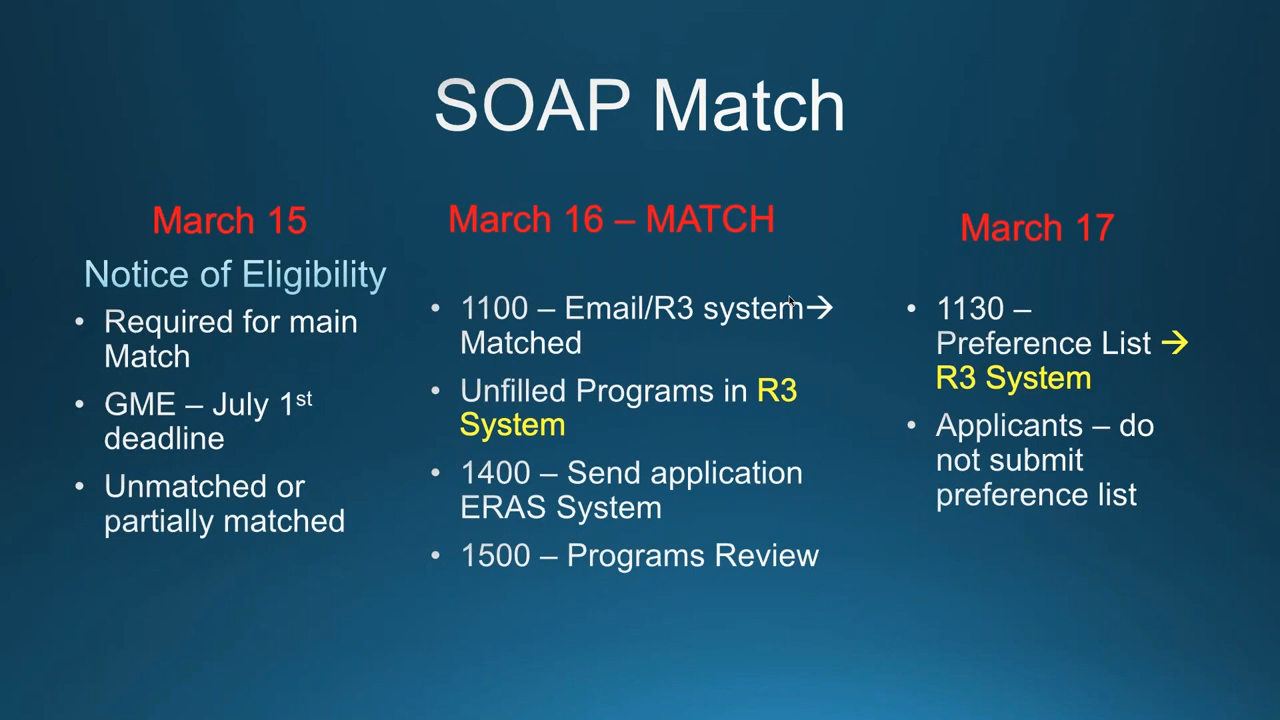 SOAP Match
March 15
Notice of Eligibility
• Required for main
Match
• GME – July 1st
deadline
• Unmatched or
partially matched
March 16 – MATCH
• 1100 – Email/R3 system→
Matched
• Unfilled Programs in R3
System
• 1400 – Send application
ERAS System
• 1500 – Programs Review
March 17
• 1130 –
Preference List →
R3 System
• Applicants – do
not submit
preference list